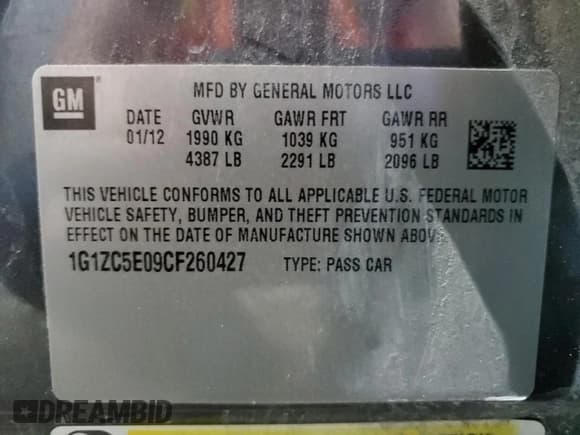 GM
®
MFD BY GENERAL MOTORS LLC
DATE GVWR GAWR FRT GAWR RR
01/12 1990 KG 1039 KG 951 KG
4387 LB 2291 LB 2096 LB
THIS VEHICLE CONFORMS TO ALL APPLICABLE U.S. FEDERAL MOTOR
VEHICLE SAFETY, BUMPER, AND THEFT PREVENTION STANDARDS IN
EFFECT ON THE DATE OF MANUFACTURE SHOWN ABOVE.
1G1ZC5E09CF260427 TYPE: PASS CAR
DREAMBID